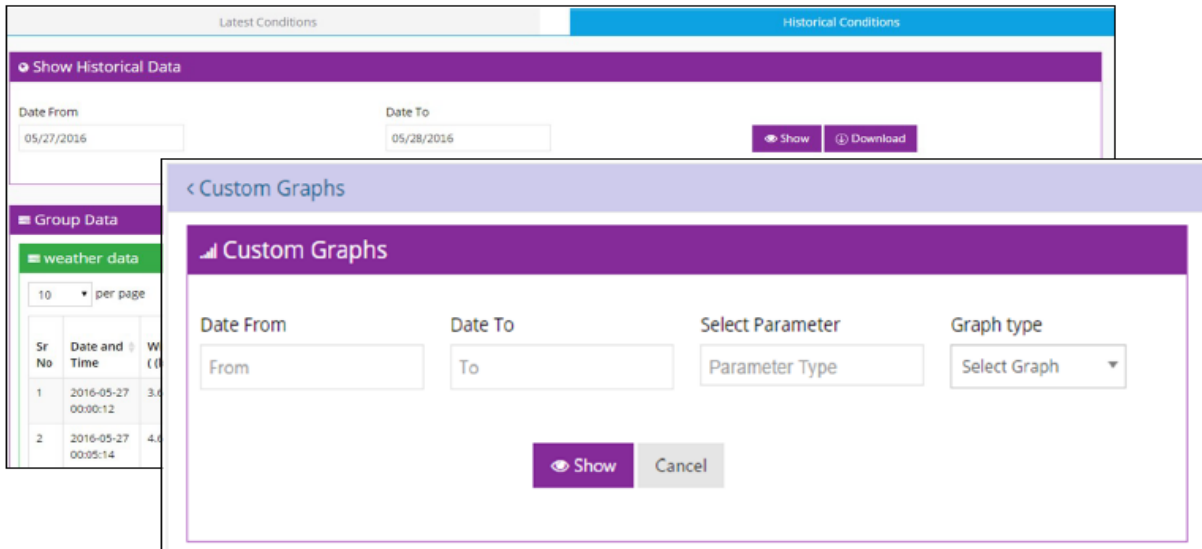 Latest Conditions
Historical Conditions
Show Historical Data
Date From
Date To
05/27/2016
05/28/2016
Show
Download
Group Data
weather data
10 per page
Sr No
Date and Time
1
2016-05-27
00:00:12
2
2016-05-27
00:05:14
< Custom Graphs
Custom Graphs
Date From
Date To
Select Parameter
Graph type
From
To
Parameter Type
Select Graph
Show
Cancel